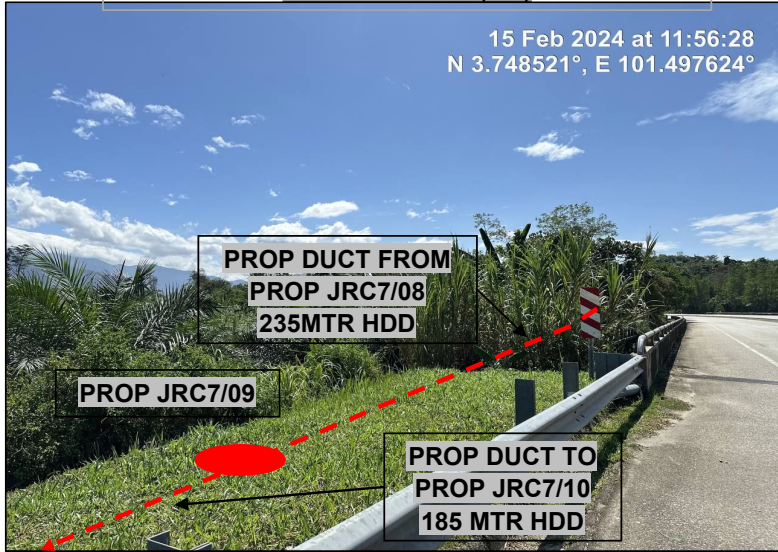 15 Feb 2024 at 11:56:28
N 3.748521°, E 101.497624°
PROP DUCT FROM
PROP JRC7/08
235MTR HDD
PROP JRC7/09
PROP DUCT TO
PROP JRC7/10
185 MTR HDD